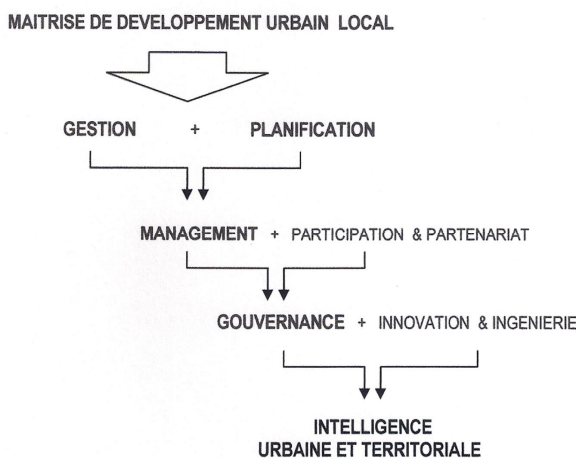 MAITRISE DE DEVELOPPEMENT URBAIN LOCAL
GESTION + PLANIFICATION
MANAGEMENT + PARTICIPATION & PARTENARIAT
GOUVERNANCE + INNOVATION & INGENIERIE
INTELLIGENCE
URBAINE ET TERRITORIALE